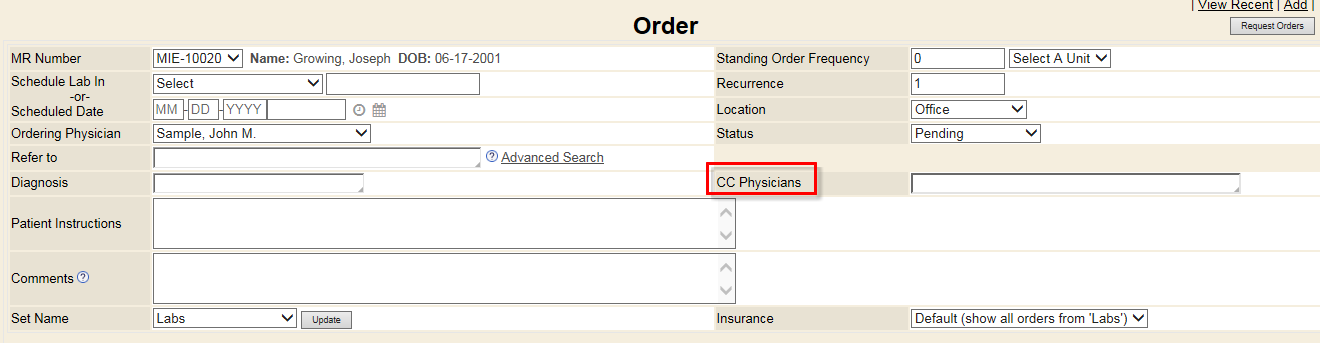 | View Recent | Add |
Order
Request Orders
MR Number MIE-10020 Name: Growing, Joseph DOB: 06-17-2001 Standing Order Frequency 0 Select A Unit
Schedule Lab In Select Recurrence 1
-or-
Scheduled Date MM - DD - YYYY Location Office
Ordering Physician Sample, John M. Status Pending
Refer to ? Advanced Search
Diagnosis CC Physicians
Patient Instructions
Comments ?
Set Name Labs Update Insurance Default (show all orders from 'Labs')